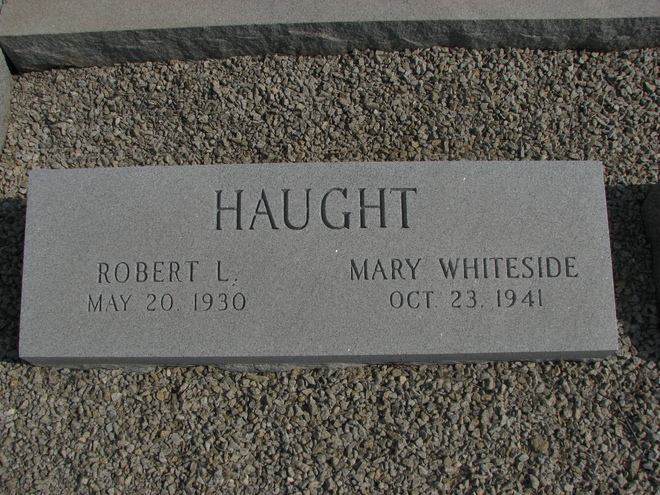 HAUGHT
ROBERT L.
MAY 20, 1930
MARY WHITESIDE
OCT. 23, 1941